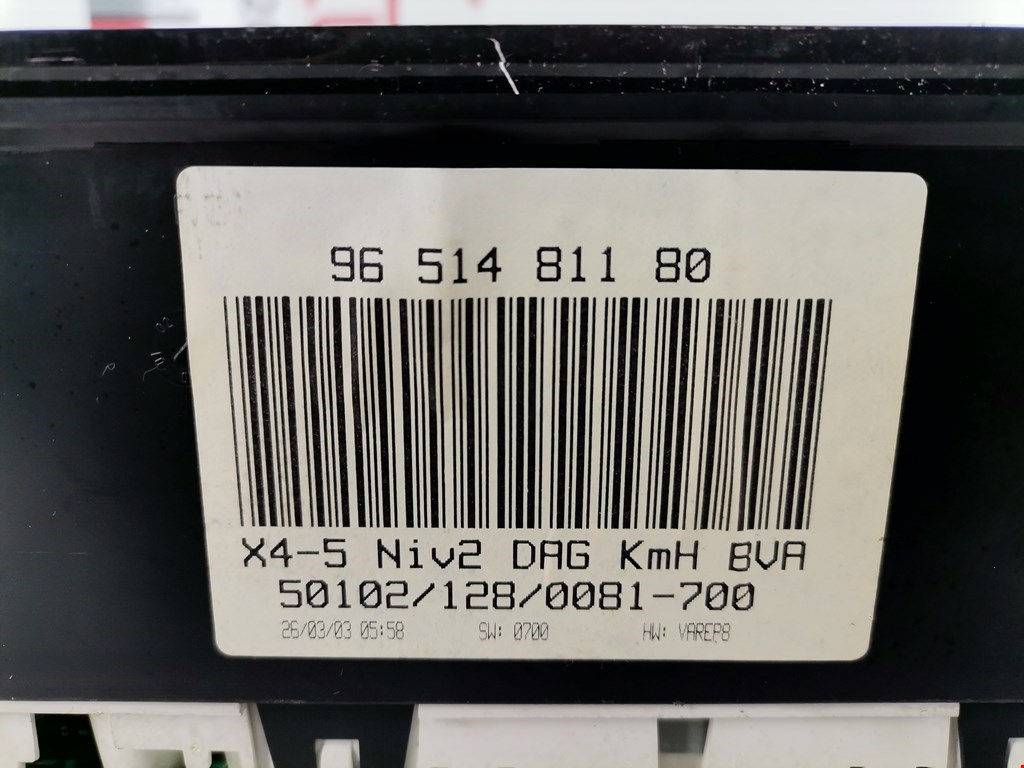 96 514 811 80
X4-5 Niv2 DAG KmH BVA
50102/128/0081-700
26/03/03 05:58 SW: 0700 HW: VAREP8